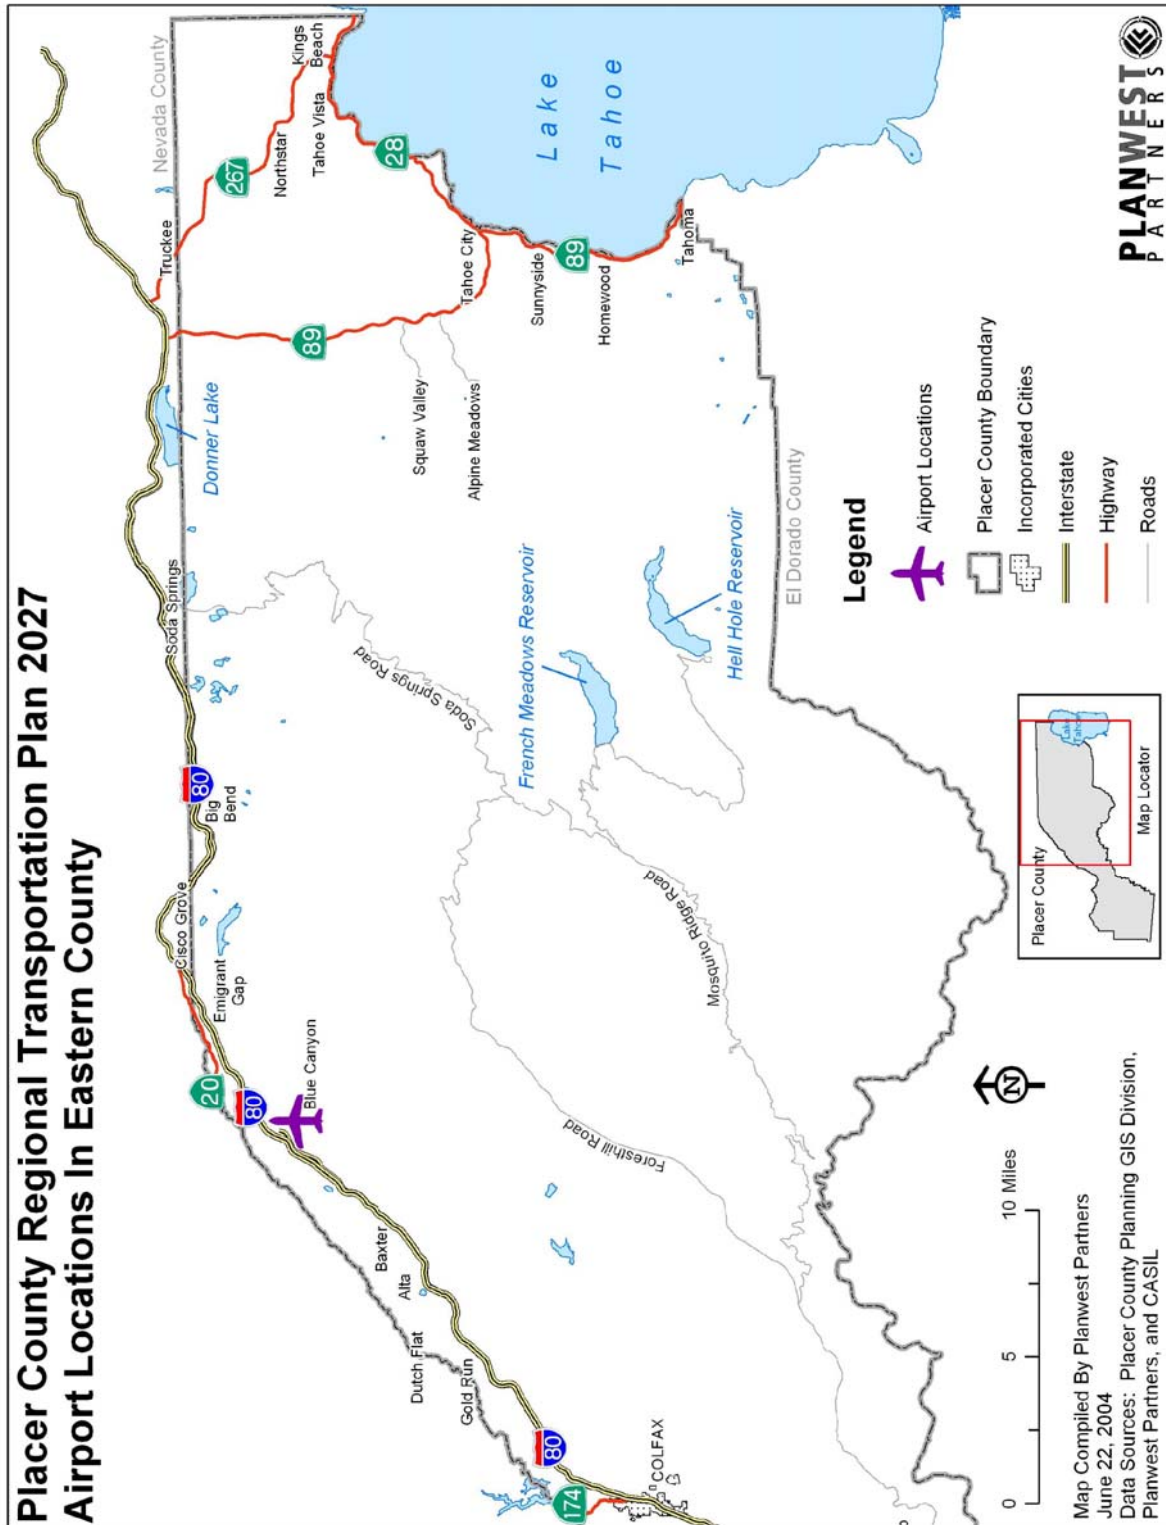 Placer County Regional Transportation Plan 2027
Airport Locations In Eastern County
Nevada County
Truckee
267
Northstar
Kings
Beach
Tahoe Vista
28
Lake
Tahoe
Donner Lake
89
Tahoe City
Squaw Valley
Alpine Meadows
Sunnyside
89
Homewood
Tahoma
Soda Springs
80
Big
Bend
Cisco Grove
Emigrant
Gap
20
80
Blue Canyon
Soda Springs Road
French Meadows Reservoir
Hell Hole Reservoir
El Dorado County
Mosquito Ridge Road
Foresthill Road
Baxter
Alta
Dutch Flat
Gold Run
80
174
COLFAX
Legend
Airport Locations
Placer County Boundary
Incorporated Cities
Interstate
Highway
Roads
Placer County
Lake
Tahoe
Map Locator
N
0 5 10 Miles
Map Compiled By Planwest Partners
June 22, 2004
Data Sources: Placer County Planning GIS Division,
Planwest Partners, and CASIL
PLANWEST
PARTNERS